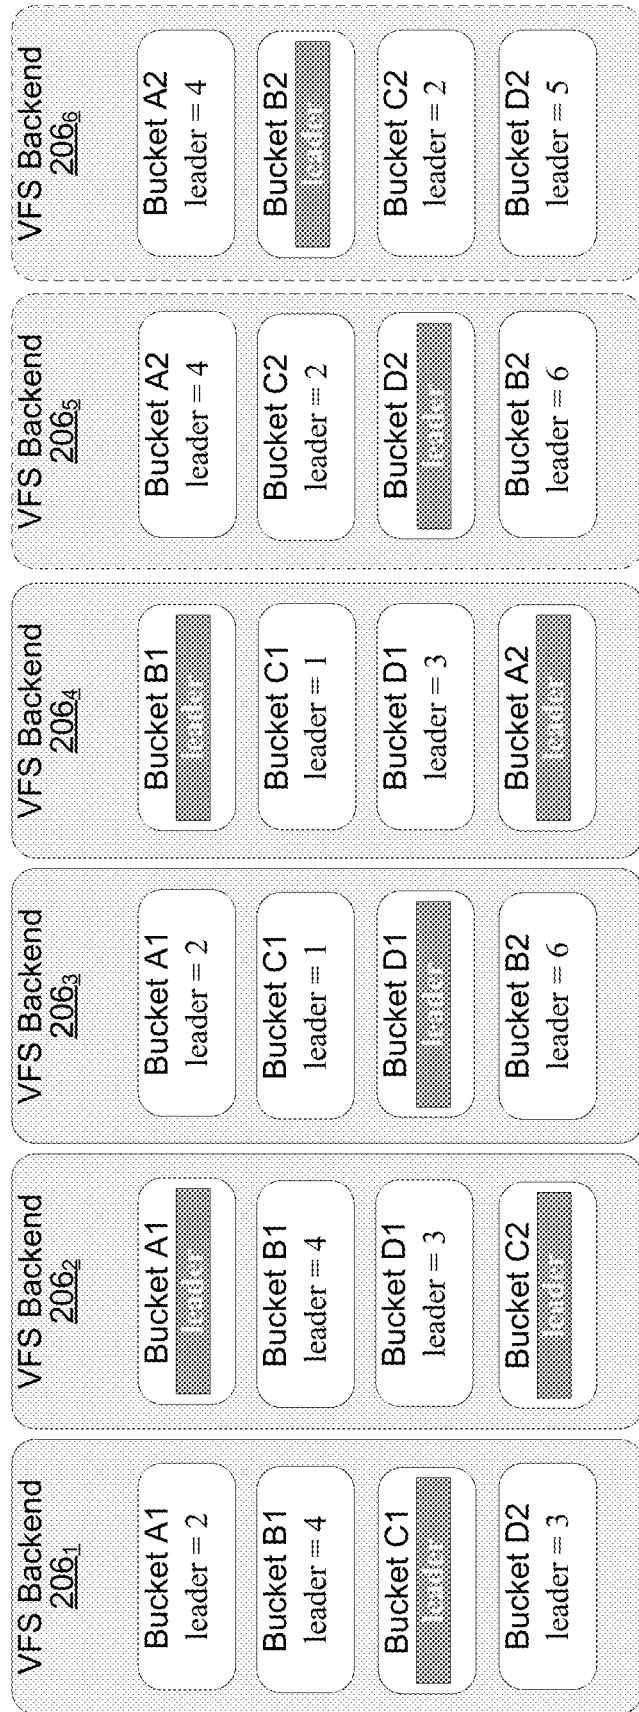 VFS Backend
206₁
Bucket A1
leader = 2
Bucket B1
leader = 4
Bucket C1
leader
Bucket D2
leader = 3
VFS Backend
206₂
Bucket A1
leader
Bucket B1
leader = 4
Bucket D1
leader = 3
Bucket C2
leader
VFS Backend
206₃
Bucket A1
leader = 2
Bucket C1
leader = 1
Bucket D1
leader
Bucket B2
leader = 6
VFS Backend
206₄
Bucket B1
leader
Bucket C1
leader = 1
Bucket D1
leader = 3
Bucket A2
leader
VFS Backend
206₅
Bucket A2
leader = 4
Bucket C2
leader = 2
Bucket D2
leader
Bucket B2
leader = 6
VFS Backend
206₆
Bucket A2
leader = 4
Bucket B2
leader
Bucket C2
leader = 2
Bucket D2
leader = 5